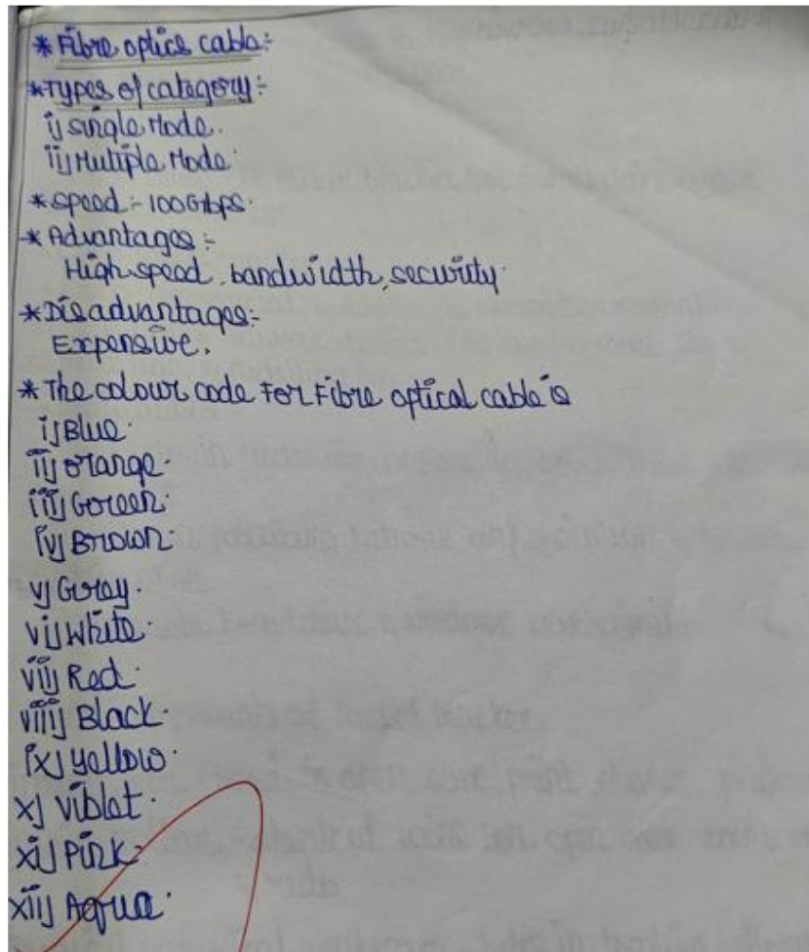 * Fibre optics cable:-
* Types of category:-
i) single Mode.
ii) Multiple Mode.
* speed:- 100Gbps.
* Advantages:-
High speed, bandwidth, security.
* Disadvantages:-
Expensive.
* The colour code For Fibre optical cable is
i) Blue.
ii) orange.
iii) Green.
iv) Brown.
v) Gray.
vi) white.
vii) Red.
viii) Black.
ix) yellow.
x) violet.
xi) Pink.
xii) Aqua.